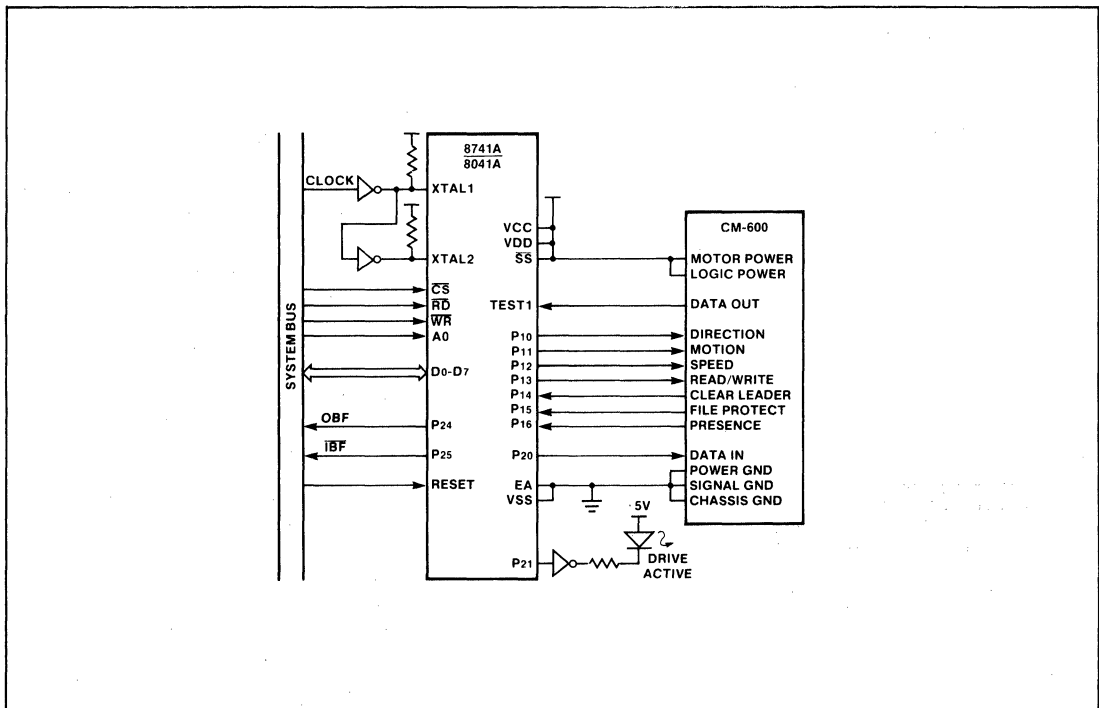 SYSTEM BUS
CLOCK
OBF
IBF
8741A
8041A
XTAL1
XTAL2
CS
RD
WR
A0
D0-D7
P24
P25
RESET
VCC
VDD
SS
TEST1
P10
P11
P12
P13
P14
P15
P16
P20
EA
VSS
P21
5V
DRIVE
ACTIVE
CM-600
MOTOR POWER
LOGIC POWER
DATA OUT
DIRECTION
MOTION
SPEED
READ/WRITE
CLEAR LEADER
FILE PROTECT
PRESENCE
DATA IN
POWER GND
SIGNAL GND
CHASSIS GND